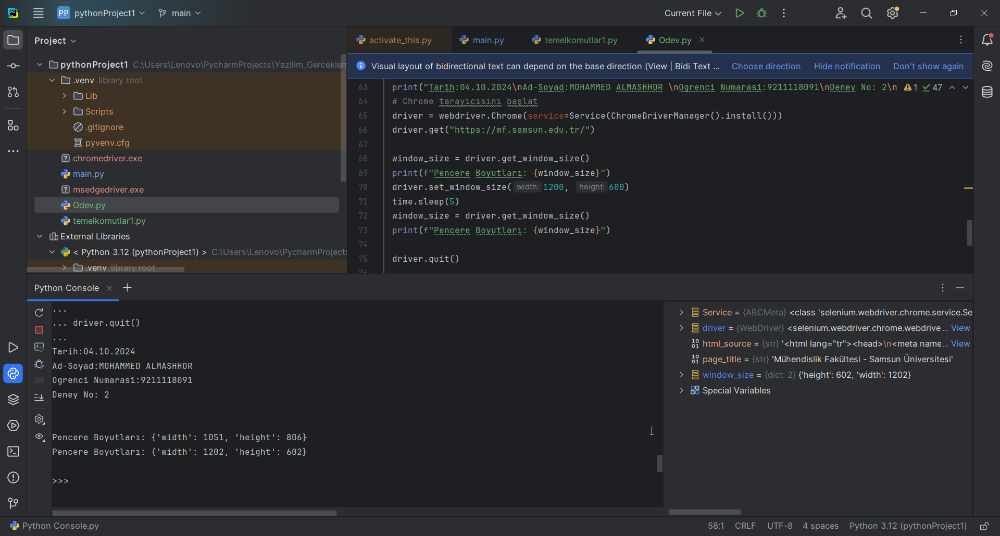 PC
PP pythonProject1
main
Current File
Project
pythonProject1 C:\Users\Lenovo\PycharmProjects\Yazilim_Gerceklem
.venv library root
Lib
Scripts
.gitignore
pyvenv.cfg
chromedriver.exe
main.py
msedgedriver.exe
Odev.py
temelkomutlar1.py
External Libraries
< Python 3.12 (pythonProject1) > C:\Users\Lenovo\PycharmProjects
.venv library root
activate_this.py
main.py
temelkomutlar1.py
Odev.py
Visual layout of bidirectional text can depend on the base direction (View | Bidi Text ... Choose direction Hide notification Don't show again
63 print("Tarih:04.10.2024\nAd-Soyad:MOHAMMED ALMASHHOR \nOgrenci Numarasi:9211118091\nDeney No: 2\n 1 47
64 # Chrome tarayıcısını başlat
65 driver = webdriver.Chrome(service=Service(ChromeDriverManager().install()))
66 driver.get("https://mf.samsun.edu.tr/")
67
68 window_size = driver.get_window_size()
69 print(f"Pencere Boyutları: {window_size}")
70 driver.set_window_size( width: 1200, height: 600)
71 time.sleep(5)
72 window_size = driver.get_window_size()
73 print(f"Pencere Boyutları: {window_size}")
74
75 driver.quit()
76
Python Console
...
... driver.quit()
...
Tarih:04.10.2024
Ad-Soyad:MOHAMMED ALMASHHOR
Ogrenci Numarasi:9211118091
Deney No: 2
Pencere Boyutları: {'width': 1051, 'height': 806}
Pencere Boyutları: {'width': 1202, 'height': 602}
>>>
Service = {ABCMeta} <class 'selenium.webdriver.chrome.service.Se
driver = {WebDriver} <selenium.webdriver.chrome.webdrive... View
html_source = {str} '<html lang="tr"><head>\n<meta name... View
page_title = {str} 'Mühendislik Fakültesi - Samsun Üniversitesi'
window_size = {dict: 2} {'height': 602, 'width': 1202}
Special Variables
Python Console.py
58:1 CRLF UTF-8 4 spaces Python 3.12 (pythonProject1)